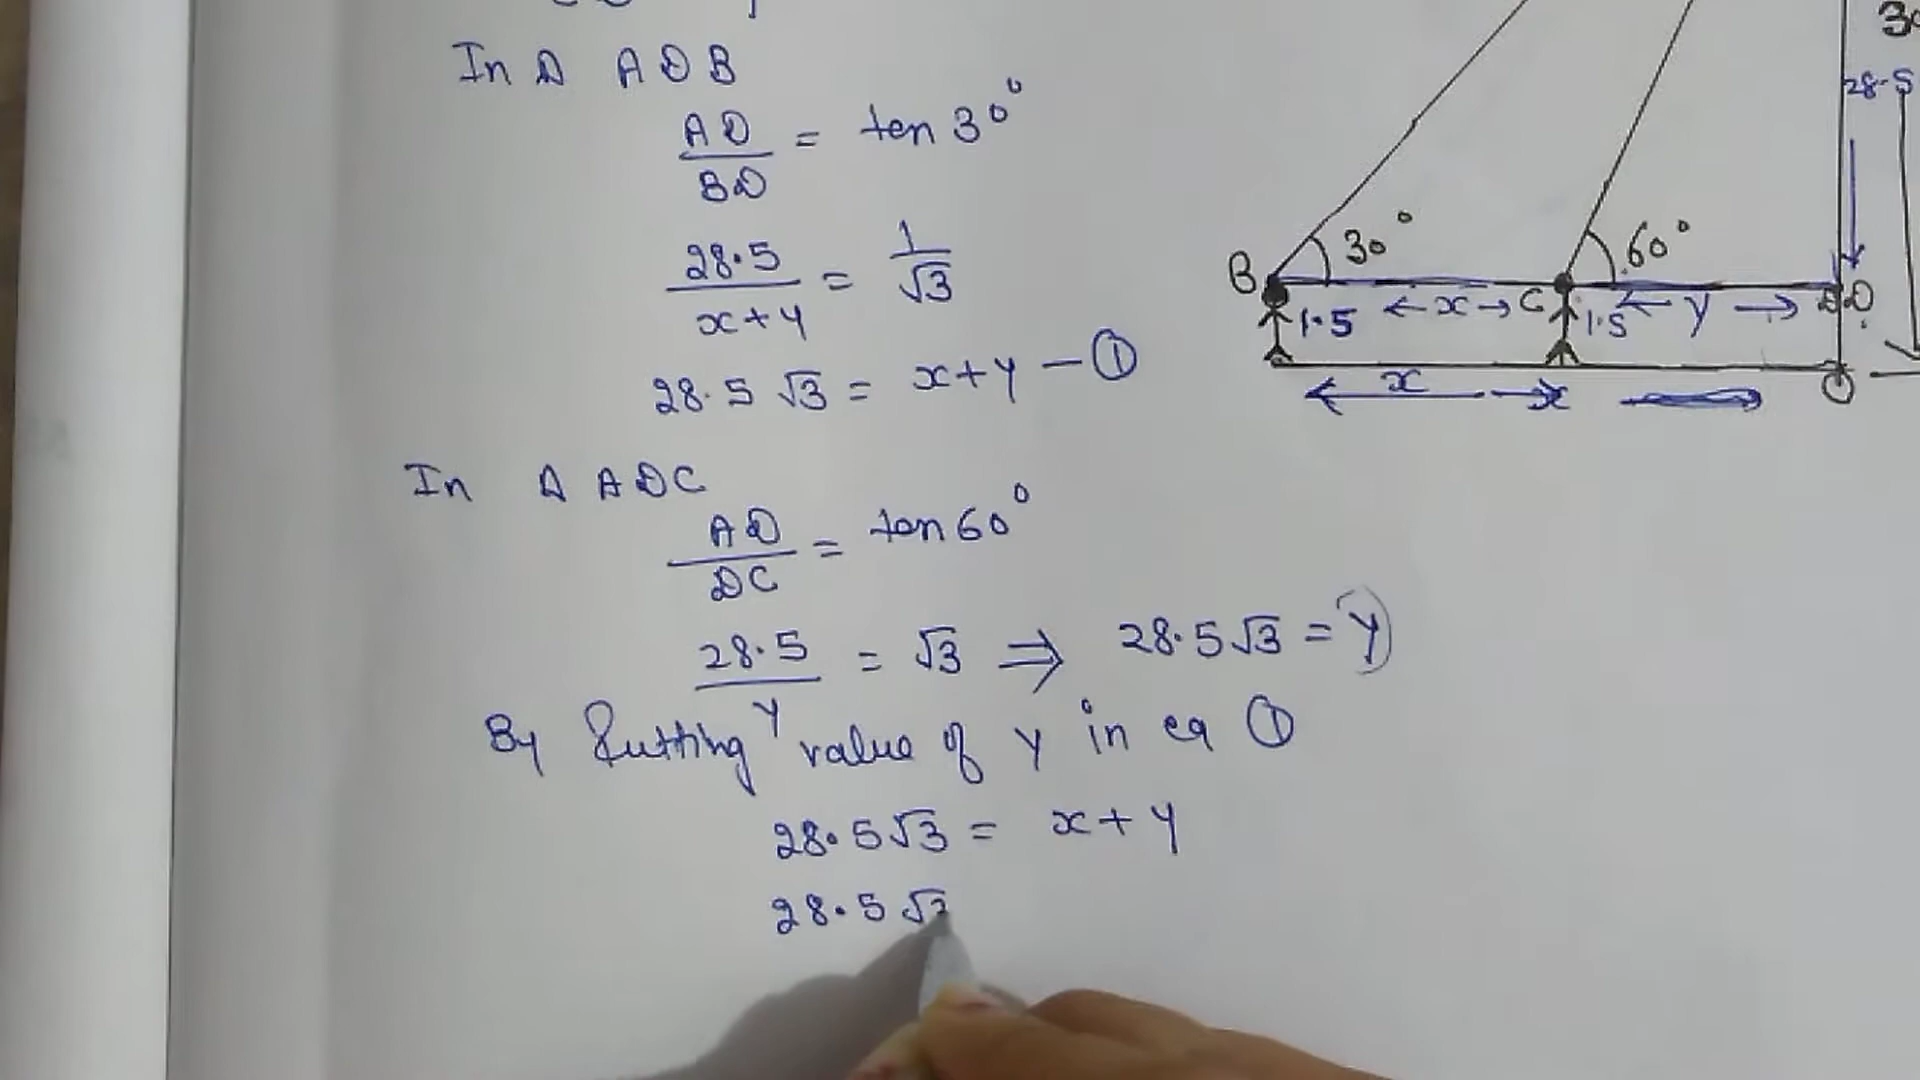 In Δ ADB
AD/BD = tan 30°
28.5/x+y = 1/√3
28.5 √3 = x+y — ①
In Δ ADC
AD/DC = tan 60°
28.5/y = √3 ⇒ 28.5√3 = y
By Putting value of y in eq ①
28.5√3 = x+y
28.5 √3
30
28.5
B 30° 60°
1.5 ←x→ C 1.5 ← y → D
x